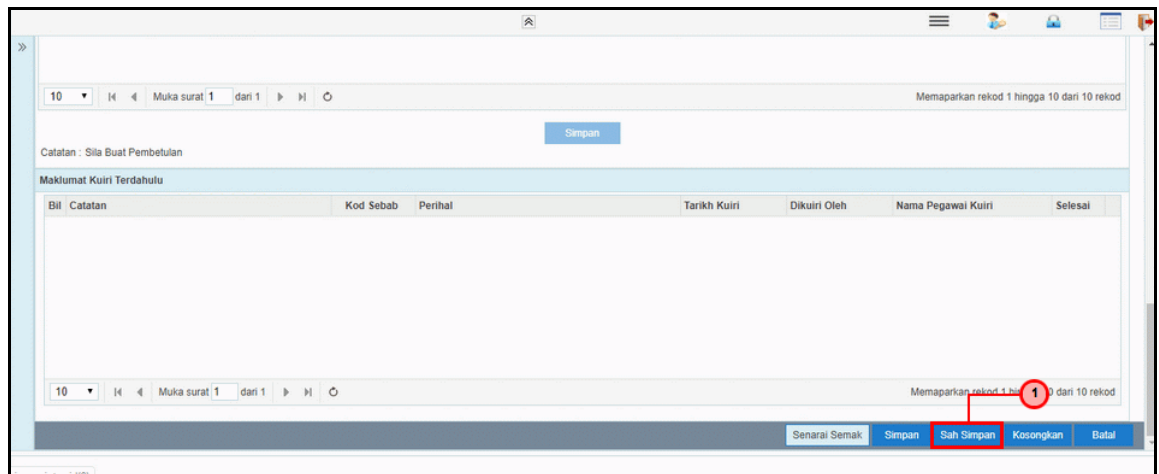 10 Muka surat 1 dari 1 Memaparkan rekod 1 hingga 10 dari 10 rekod
Simpan
Catatan : Sila Buat Pembetulan
Maklumat Kuiri Terdahulu
Bil Catatan Kod Sebab Perihal Tarikh Kuiri Dikuiri Oleh Nama Pegawai Kuiri Selesai
10 Muka surat 1 dari 1 Memaparkan rekod 1 dari 10 rekod
1
Senarai Semak Simpan Sah Simpan Kosongkan Batal